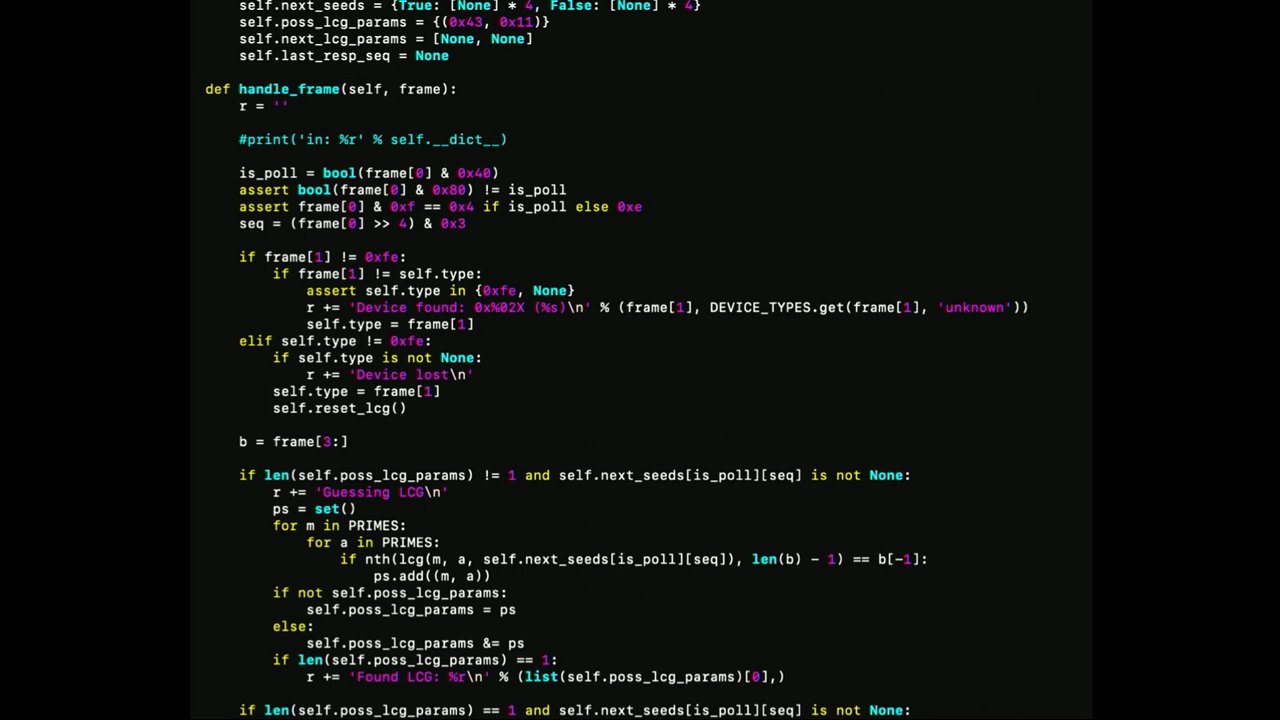 self.next_seeds = {True: [None] * 4, False: [None] * 4}
self.poss_lcg_params = {(0x43, 0x11)}
self.next_lcg_params = [None, None]
self.last_resp_seq = None
def handle_frame(self, frame):
r = ''
#print('in: %r' % self.__dict__)
is_poll = bool(frame[0] & 0x40)
assert bool(frame[0] & 0x80) != is_poll
assert frame[0] & 0xf == 0x4 if is_poll else 0xe
seq = (frame[0] >> 4) & 0x3
if frame[1] != 0xfe:
if frame[1] != self.type:
assert self.type in {0xfe, None}
r += 'Device found: 0x%02X (%s)\n' % (frame[1], DEVICE_TYPES.get(frame[1], 'unknown'))
self.type = frame[1]
elif self.type != 0xfe:
if self.type is not None:
r += 'Device lost\n'
self.type = frame[1]
self.reset_lcg()
b = frame[3:]
if len(self.poss_lcg_params) != 1 and self.next_seeds[is_poll][seq] is not None:
r += 'Guessing LCG\n'
ps = set()
for m in PRIMES:
for a in PRIMES:
if nth(lcg(m, a, self.next_seeds[is_poll][seq]), len(b) - 1) == b[-1]:
ps.add((m, a))
if not self.poss_lcg_params:
self.poss_lcg_params = ps
else:
self.poss_lcg_params &= ps
if len(self.poss_lcg_params) == 1:
r += 'Found LCG: %r\n' % (list(self.poss_lcg_params)[0],)
if len(self.poss_lcg_params) == 1 and self.next_seeds[is_poll][seq] is not None: